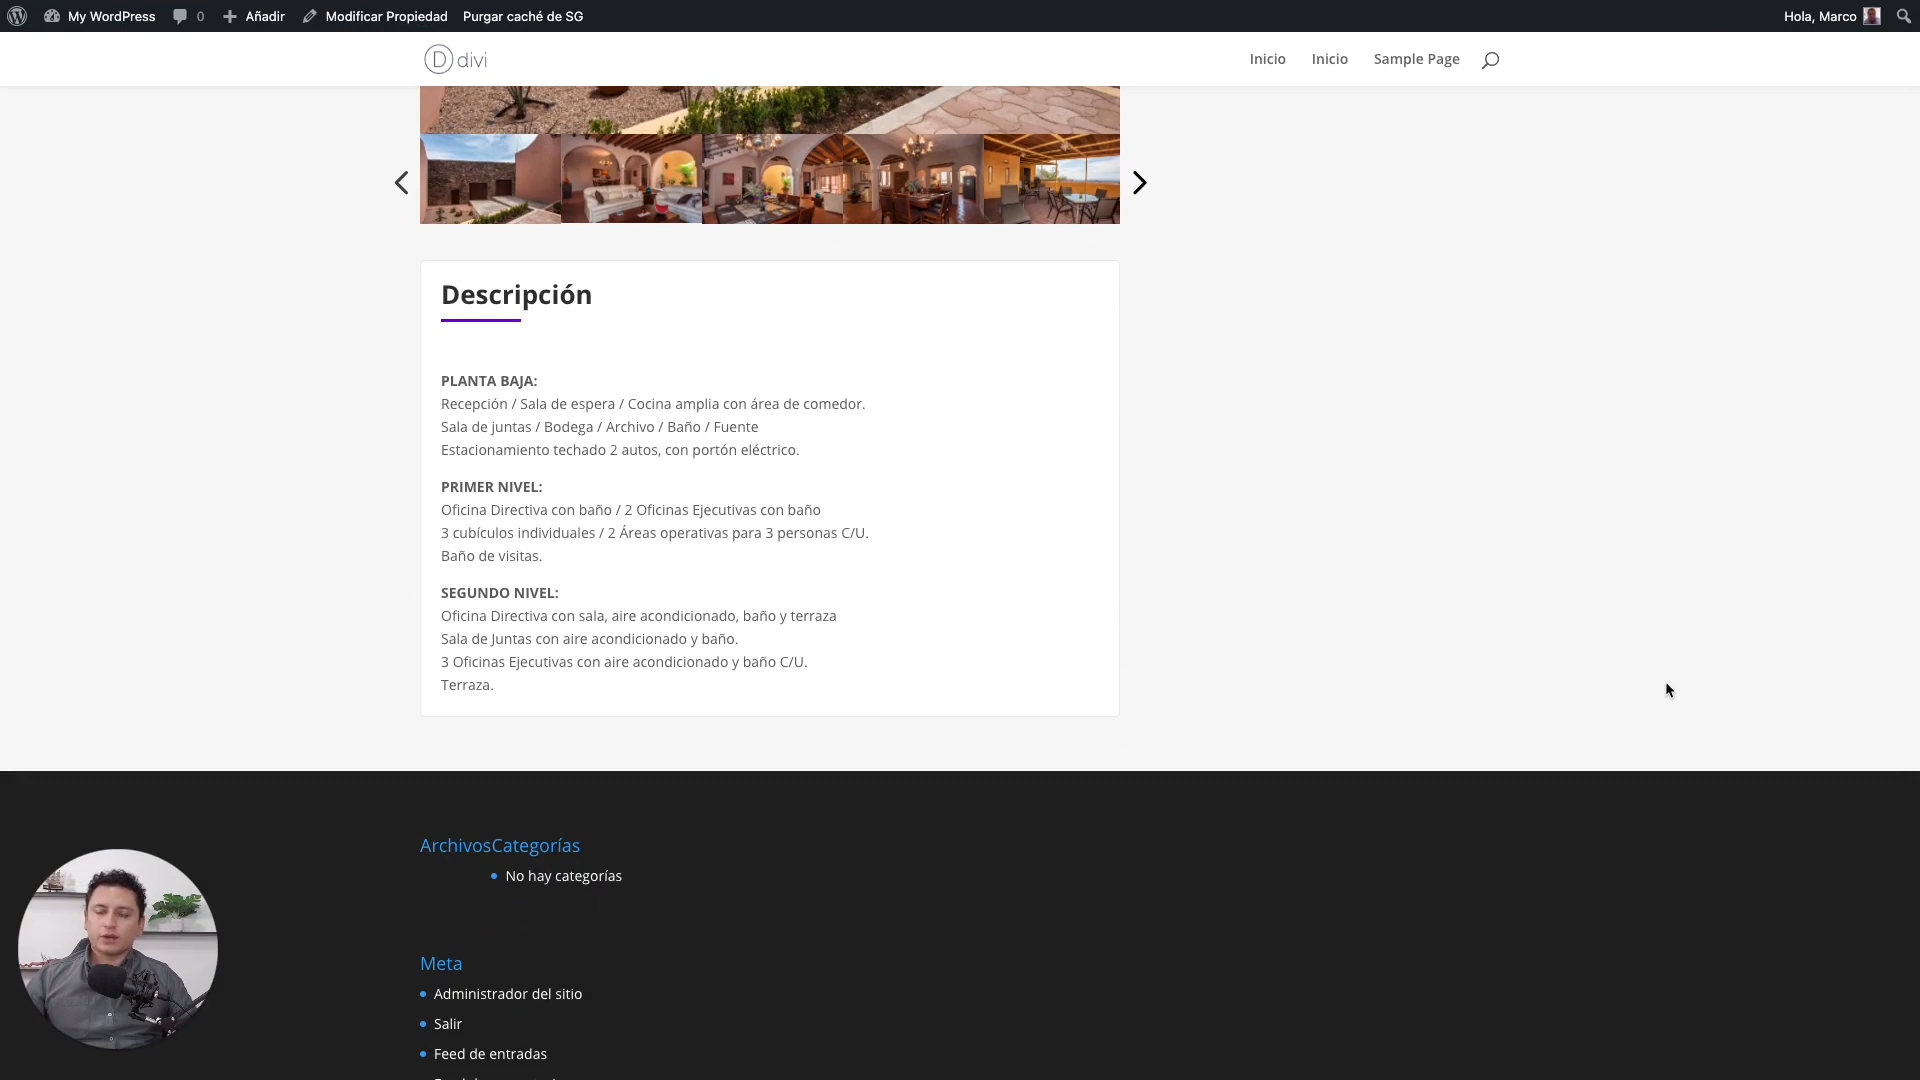 My WordPress 0 Añadir Modificar Propiedad Purgar caché de SG Hola, Marco
D divi Inicio Inicio Sample Page
Descripción
PLANTA BAJA:
Recepción / Sala de espera / Cocina amplia con área de comedor.
Sala de juntas / Bodega / Archivo / Baño / Fuente
Estacionamiento techado 2 autos, con portón eléctrico.
PRIMER NIVEL:
Oficina Directiva con baño / 2 Oficinas Ejecutivas con baño
3 cubículos individuales / 2 Áreas operativas para 3 personas C/U.
Baño de visitas.
SEGUNDO NIVEL:
Oficina Directiva con sala, aire acondicionado, baño y terraza
Sala de Juntas con aire acondicionado y baño.
3 Oficinas Ejecutivas con aire acondicionado y baño C/U.
Terraza.
ArchivosCategorías
No hay categorías
Meta
Administrador del sitio
Salir
Feed de entradas